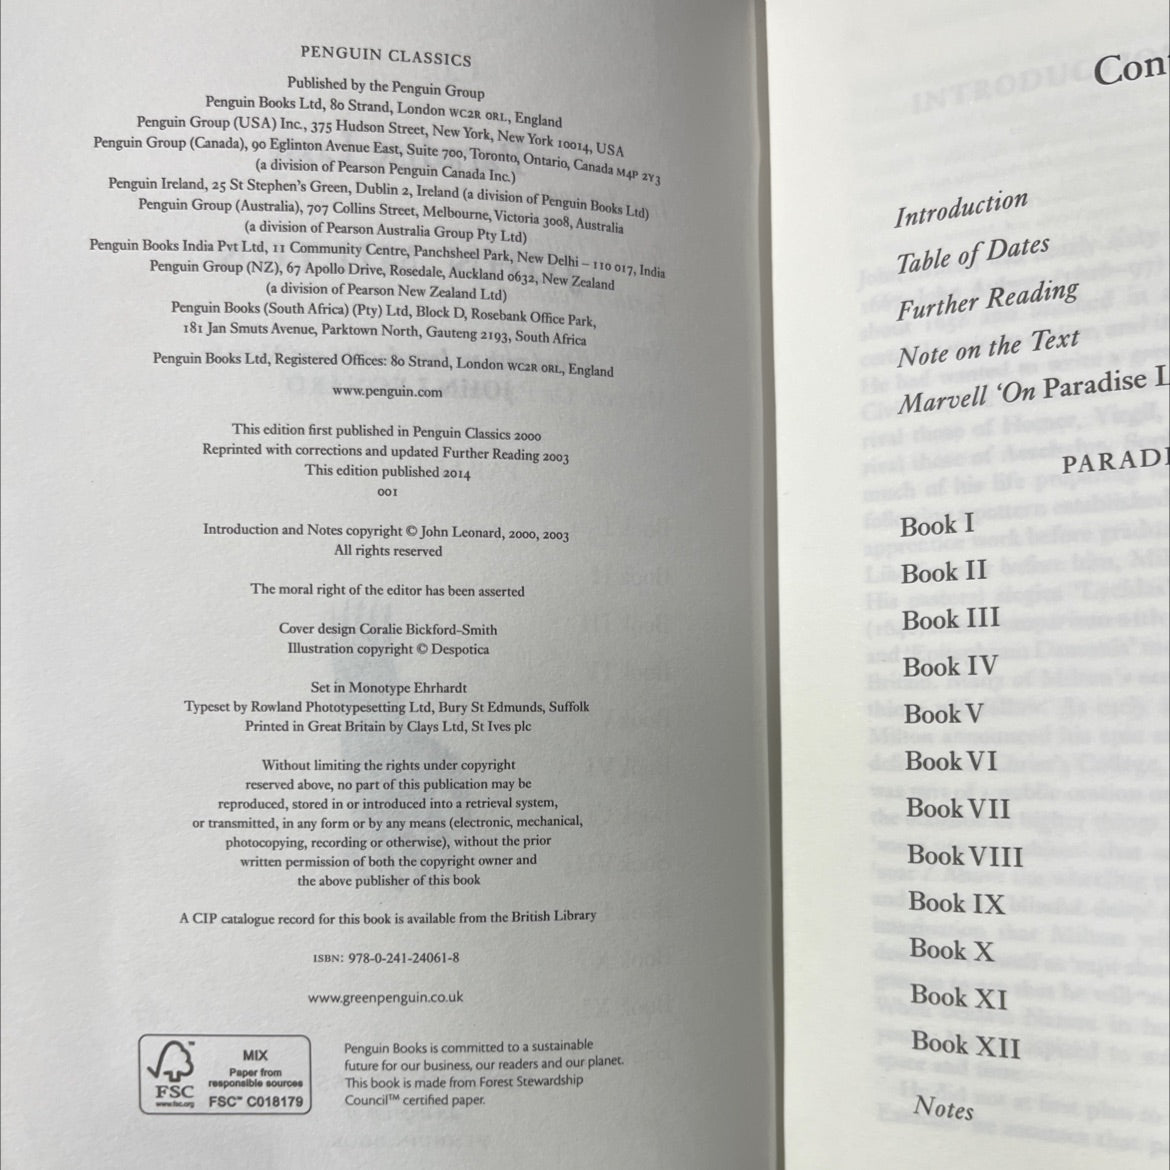 PENGUIN CLASSICS
Published by the Penguin Group
Penguin Books Ltd, 80 Strand, London WC2R 0RL, England
Penguin Group (USA) Inc., 375 Hudson Street, New York, New York 10014, USA
Penguin Group (Canada), 90 Eglinton Avenue East, Suite 700, Toronto, Ontario, Canada M4P 2Y3
(a division of Pearson Penguin Canada Inc.)
Penguin Ireland, 25 St Stephen's Green, Dublin 2, Ireland (a division of Penguin Books Ltd)
Penguin Group (Australia), 707 Collins Street, Melbourne, Victoria 3008, Australia
(a division of Pearson Australia Group Pty Ltd)
Penguin Books India Pvt Ltd, 11 Community Centre, Panchsheel Park, New Delhi – 110 017, India
Penguin Group (NZ), 67 Apollo Drive, Rosedale, Auckland 0632, New Zealand
(a division of Pearson New Zealand Ltd)
Penguin Books (South Africa) (Pty) Ltd, Block D, Rosebank Office Park,
181 Jan Smuts Avenue, Parktown North, Gauteng 2193, South Africa
Penguin Books Ltd, Registered Offices: 80 Strand, London WC2R 0RL, England
www.penguin.com
This edition first published in Penguin Classics 2000
Reprinted with corrections and updated Further Reading 2003
This edition published 2014
001
Introduction and Notes copyright © John Leonard, 2000, 2003
All rights reserved
The moral right of the editor has been asserted
Cover design Coralie Bickford-Smith
Illustration copyright © Despotica
Set in Monotype Ehrhardt
Typeset by Rowland Phototypesetting Ltd, Bury St Edmunds, Suffolk
Printed in Great Britain by Clays Ltd, St Ives plc
Without limiting the rights under copyright
reserved above, no part of this publication may be
reproduced, stored in or introduced into a retrieval system,
or transmitted, in any form or by any means (electronic, mechanical,
photocopying, recording or otherwise), without the prior
written permission of both the copyright owner and
the above publisher of this book
A CIP catalogue record for this book is available from the British Library
ISBN: 978-0-241-24061-8
www.greenpenguin.co.uk
FSC
www.fsc.org
MIX
Paper from
responsible sources
FSC™ C018179
Penguin Books is committed to a sustainable
future for our business, our readers and our planet.
This book is made from Forest Stewardship
Council™ certified paper.
Cont
Introduction
Table of Dates
Further Reading
Note on the Text
Marvell 'On Paradise L
PARADI
Book I
Book II
Book III
Book IV
Book V
Book VI
Book VII
Book VIII
Book IX
Book X
Book XI
Book XII
Notes